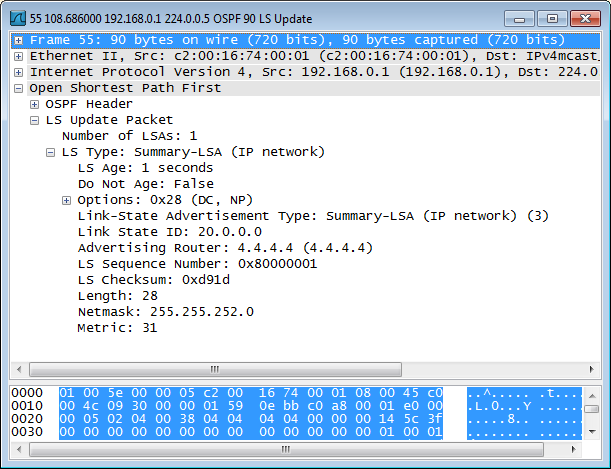 55 108.686000 192.168.0.1 224.0.0.5 OSPF 90 LS Update
Frame 55: 90 bytes on wire (720 bits), 90 bytes captured (720 bits)
Ethernet II, Src: c2:00:16:74:00:01 (c2:00:16:74:00:01), Dst: IPv4mcast_
Internet Protocol Version 4, Src: 192.168.0.1 (192.168.0.1), Dst: 224.0
Open Shortest Path First
OSPF Header
LS Update Packet
Number of LSAs: 1
LS Type: Summary-LSA (IP network)
LS Age: 1 seconds
Do Not Age: False
Options: 0x28 (DC, NP)
Link-State Advertisement Type: Summary-LSA (IP network) (3)
Link State ID: 20.0.0.0
Advertising Router: 4.4.4.4 (4.4.4.4)
LS Sequence Number: 0x80000001
LS Checksum: 0xd91d
Length: 28
Netmask: 255.255.252.0
Metric: 31
0000 01 00 5e 00 00 05 c2 00 16 74 00 01 08 00 45 c0 ..^..... .t....
0010 00 4c 09 30 00 00 01 59 0e bb c0 a8 00 01 e0 00 .L.0...Y ......
0020 00 05 02 04 00 38 04 04 04 04 00 00 00 14 5c 3f .....8.. ......
0030 00 00 00 00 00 00 00 00 00 00 00 00 01 00 01 ........ ......